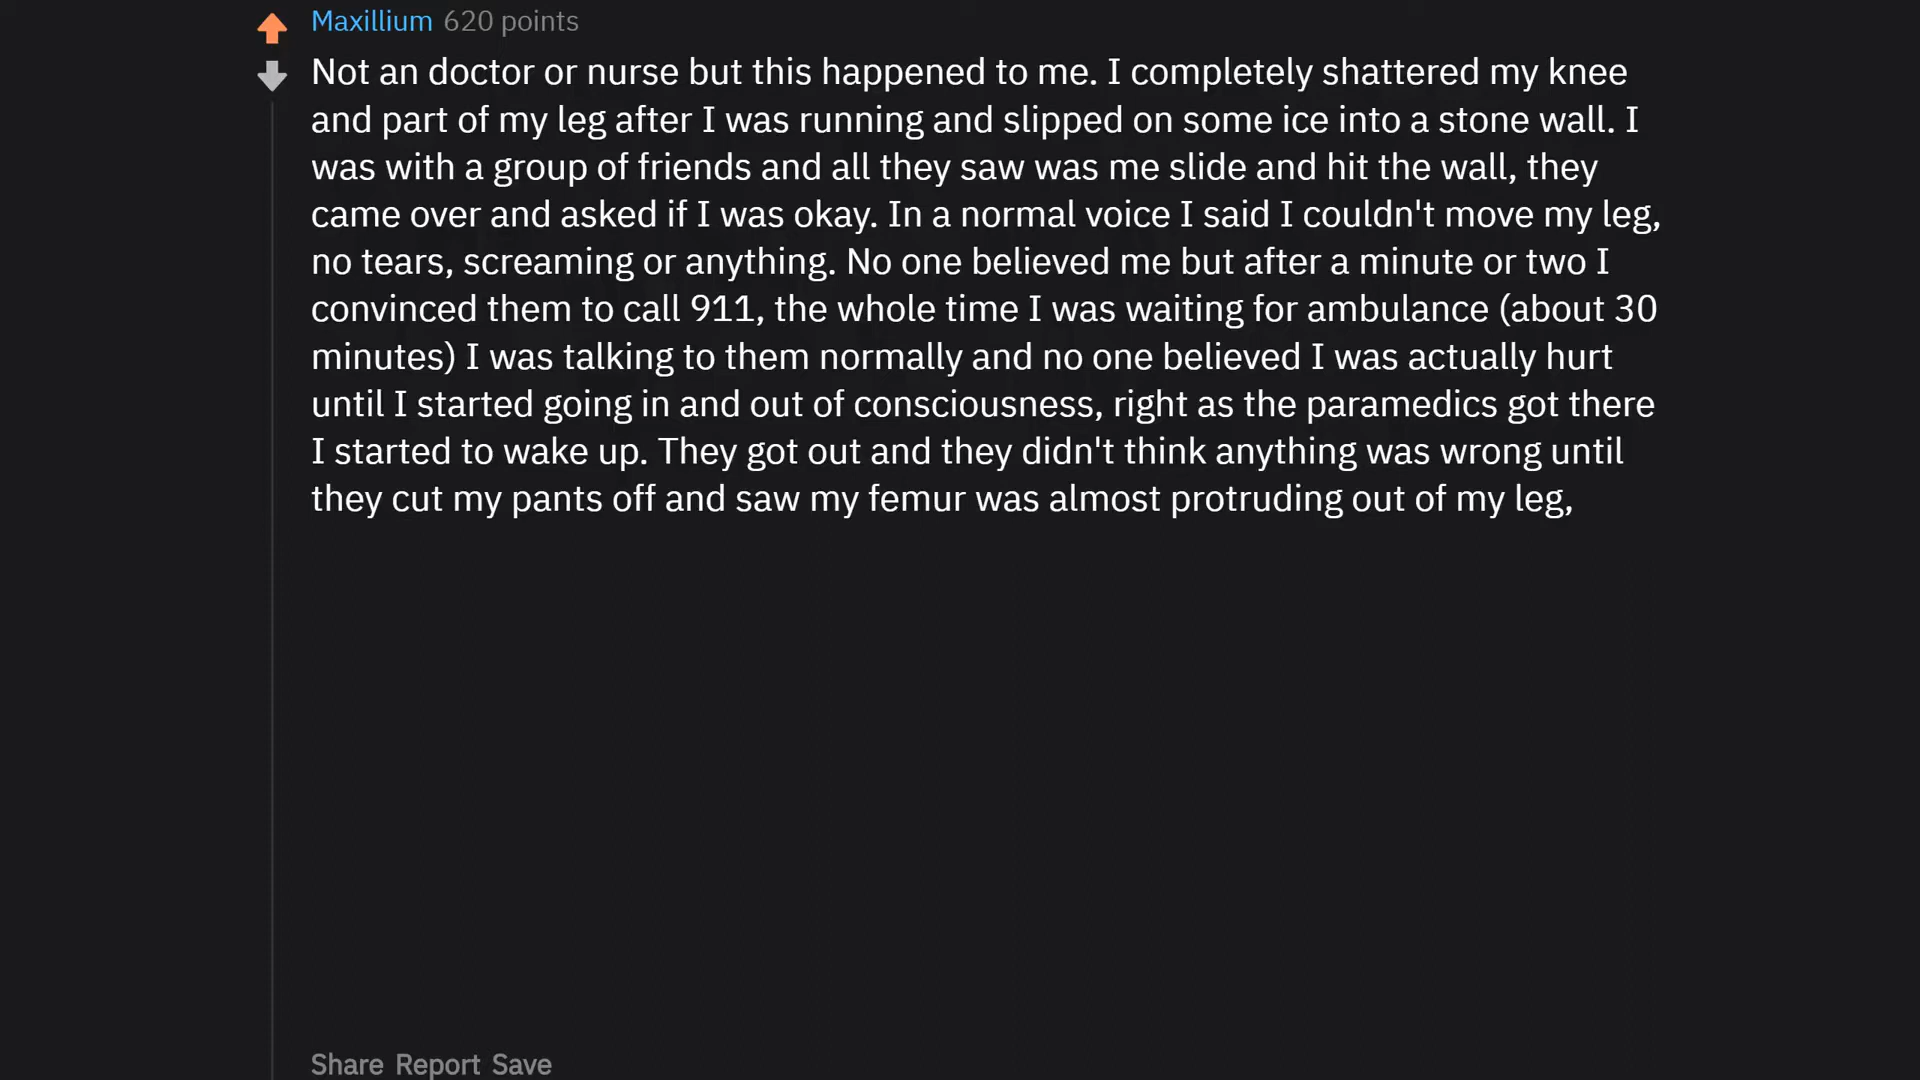 Maxillium 620 points
Not an doctor or nurse but this happened to me. I completely shattered my knee
and part of my leg after I was running and slipped on some ice into a stone wall. I
was with a group of friends and all they saw was me slide and hit the wall, they
came over and asked if I was okay. In a normal voice I said I couldn't move my leg,
no tears, screaming or anything. No one believed me but after a minute or two I
convinced them to call 911, the whole time I was waiting for ambulance (about 30
minutes) I was talking to them normally and no one believed I was actually hurt
until I started going in and out of consciousness, right as the paramedics got there
I started to wake up. They got out and they didn't think anything was wrong until
they cut my pants off and saw my femur was almost protruding out of my leg,
Share Report Save